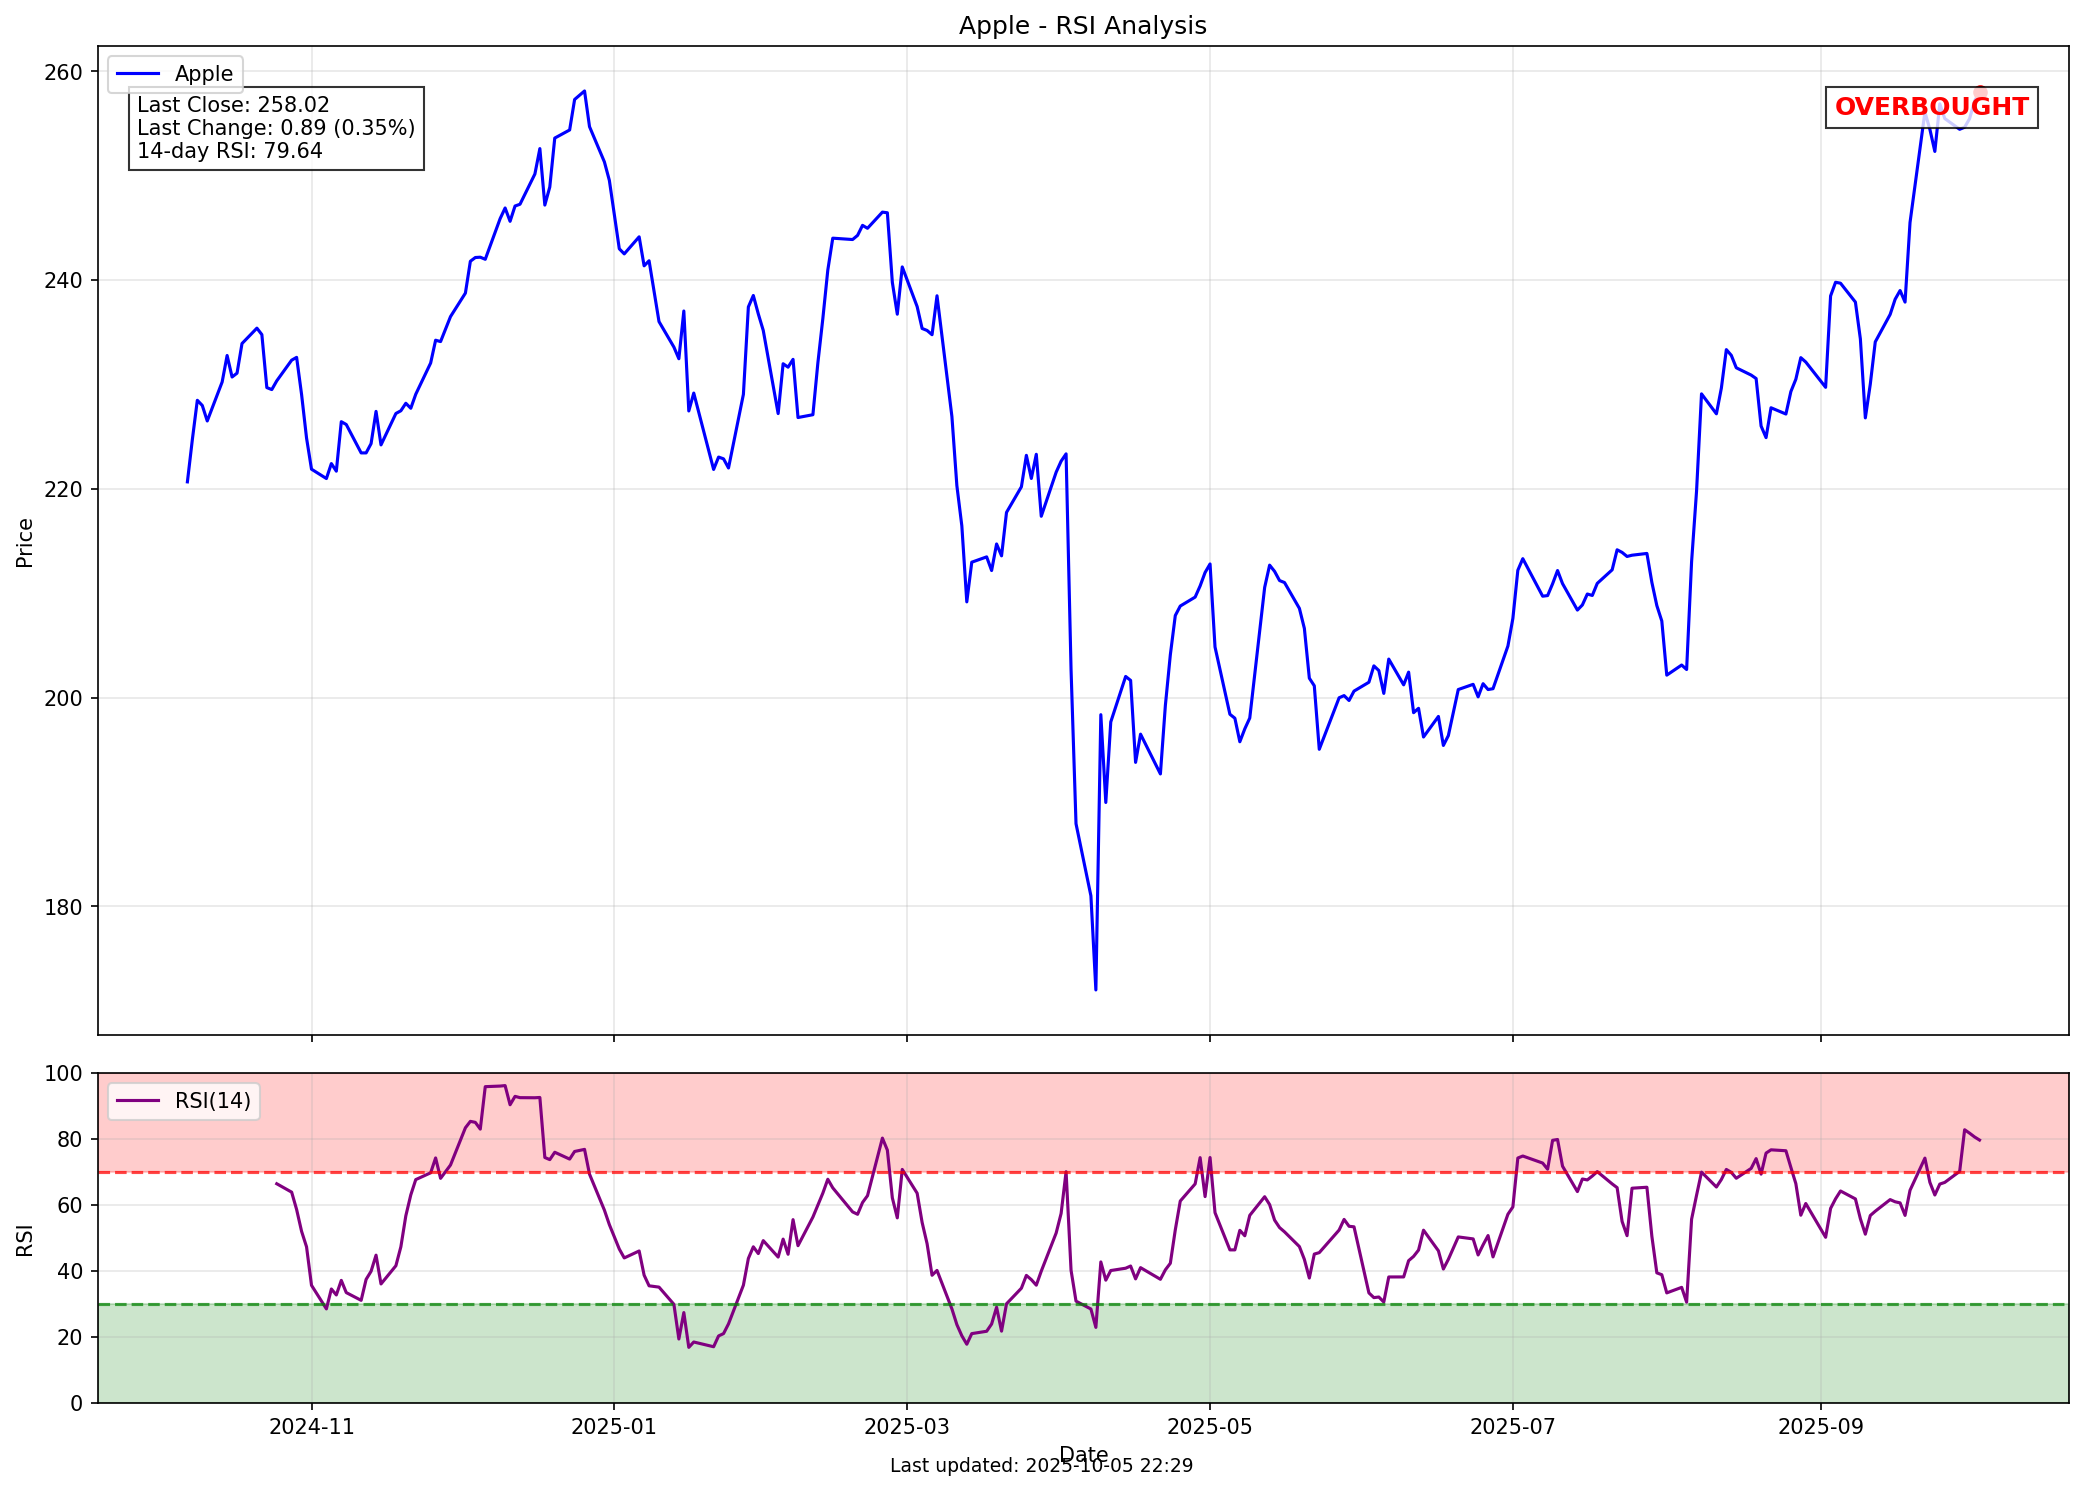 Apple - RSI Analysis
Apple
Last Close: 258.02
Last Change: 0.89 (0.35%)
14-day RSI: 79.64
OVERBOUGHT
260
240
220
200
180
Price
RSI(14)
100
80
60
40
20
0
RSI
2024-11
2025-01
2025-03
2025-05
2025-07
2025-09
Date
Last updated: 2025-10-05 22:29